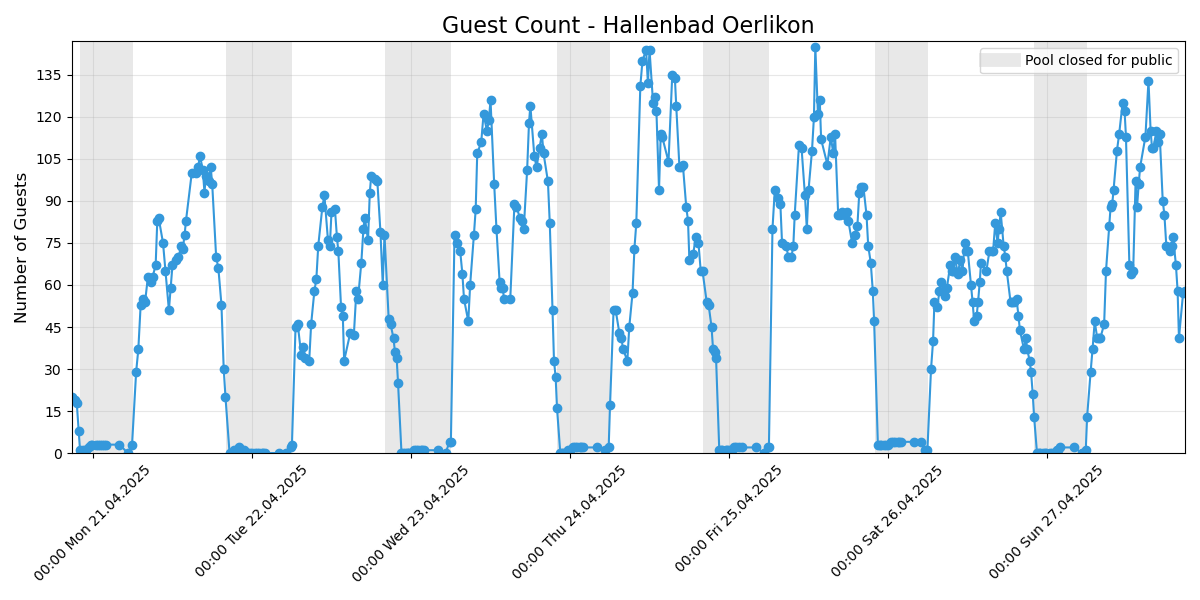 Guest Count - Hallenbad Oerlikon
Pool closed for public
Number of Guests
135
120
105
90
75
60
45
30
15
0
00:00 Mon 21.04.2025
00:00 Tue 22.04.2025
00:00 Wed 23.04.2025
00:00 Thu 24.04.2025
00:00 Fri 25.04.2025
00:00 Sat 26.04.2025
00:00 Sun 27.04.2025